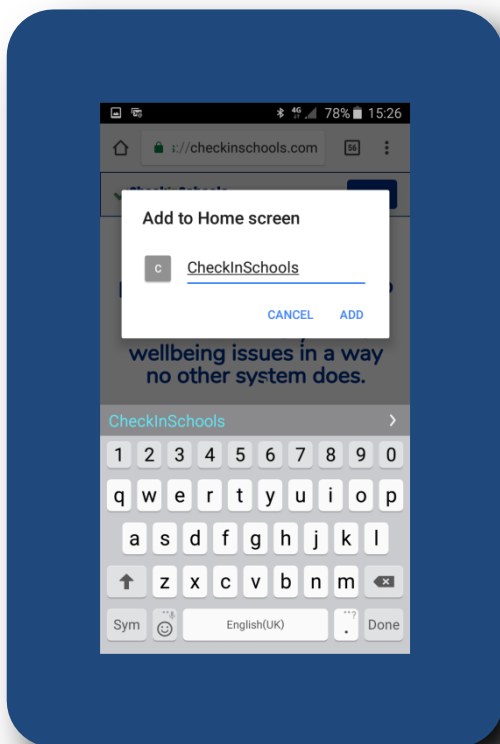 4G 78% 15:26
://checkinschools.com 56
Add to Home screen
C CheckInSchools
CANCEL ADD
wellbeing issues in a way
no other system does.
CheckInSchools
1 2 3 4 5 6 7 8 9 0
q w e r t y u i o p
a s d f g h j k l
z x c v b n m
Sym English(UK) . Done